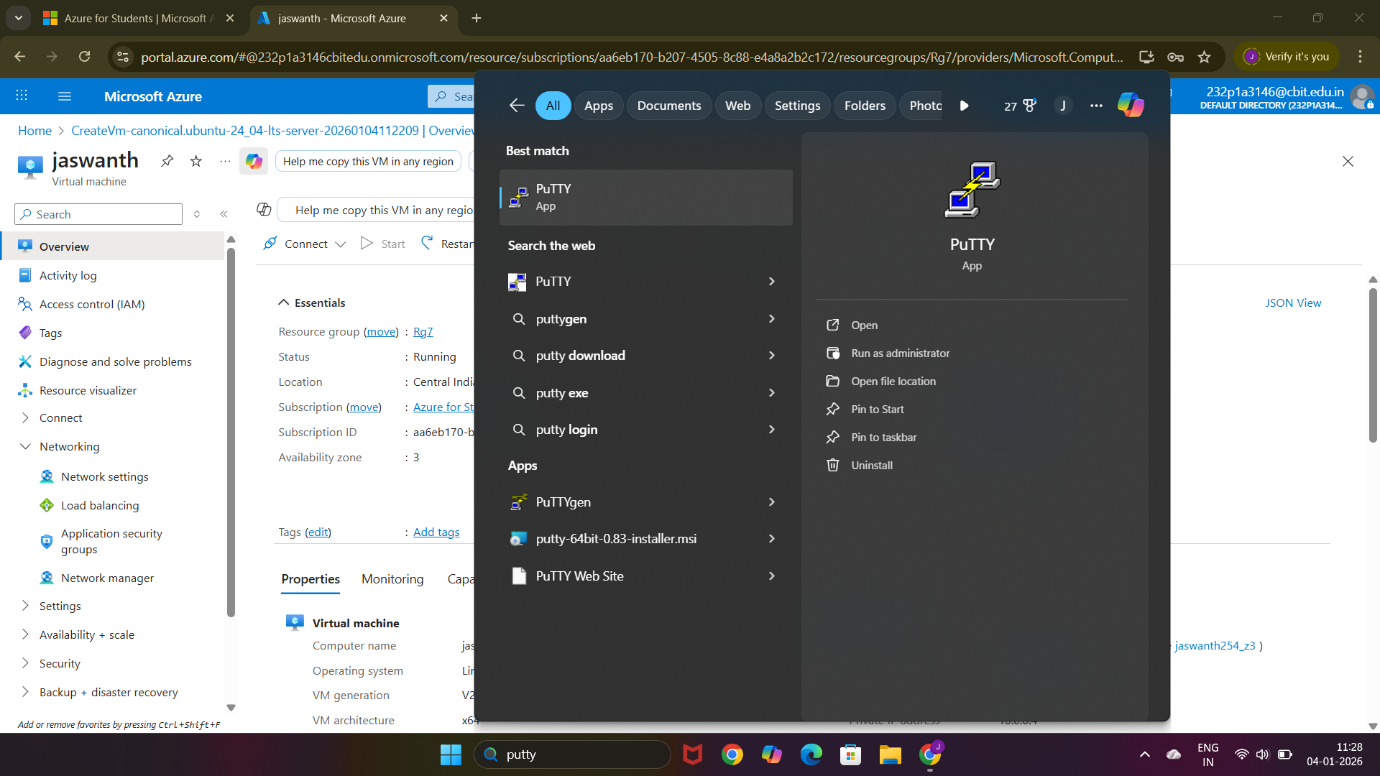 Azure for Students | Microsoft A
jaswanth - Microsoft Azure
portal.azure.com/#@232p1a3146cbitedu.onmicrosoft.com/resource/subscriptions/aa6eb170-b207-4505-8c88-e4a8a2b2c172/resourcegroups/Rg7/providers/Microsoft.Comput...
J
Verify it's you
Microsoft Azure
Sea
232p1a3146@cbit.edu.in
DEFAULT DIRECTORY (232P1A314...
Home > CreateVm-canonical.ubuntu-24_04-lts-server-20260104112209 | Overview
jaswanth
Virtual machine
Help me copy this VM in any region
Search
Help me copy this VM in any regio
Overview
Activity log
Access control (IAM)
Tags
Diagnose and solve problems
Resource visualizer
Connect
Networking
Network settings
Load balancing
Application security
groups
Network manager
Settings
Availability + scale
Security
Backup + disaster recovery
Add or remove favorites by pressing Ctrl+Shift+F
Connect
Start
Restar
Essentials
JSON View
Resource group (move) : Rg7
Status : Running
Location : Central India
Subscription (move) : Azure for St
Subscription ID : aa6eb170-b
Availability zone : 3
Tags (edit) : Add tags
Properties
Monitoring
Capa
Virtual machine
Computer name jas
Operating system Lin
VM generation V2
VM architecture x64
jaswanth254_z3 )
All
Apps
Documents
Web
Settings
Folders
Photo
27
J
Best match
PuTTY
App
Search the web
PuTTY
puttygen
putty download
putty exe
putty login
Apps
PuTTYgen
putty-64bit-0.83-installer.msi
PuTTY Web Site
PuTTY
App
Open
Run as administrator
Open file location
Pin to Start
Pin to taskbar
Uninstall
putty
J
ENG
IN
11:28
04-01-2026